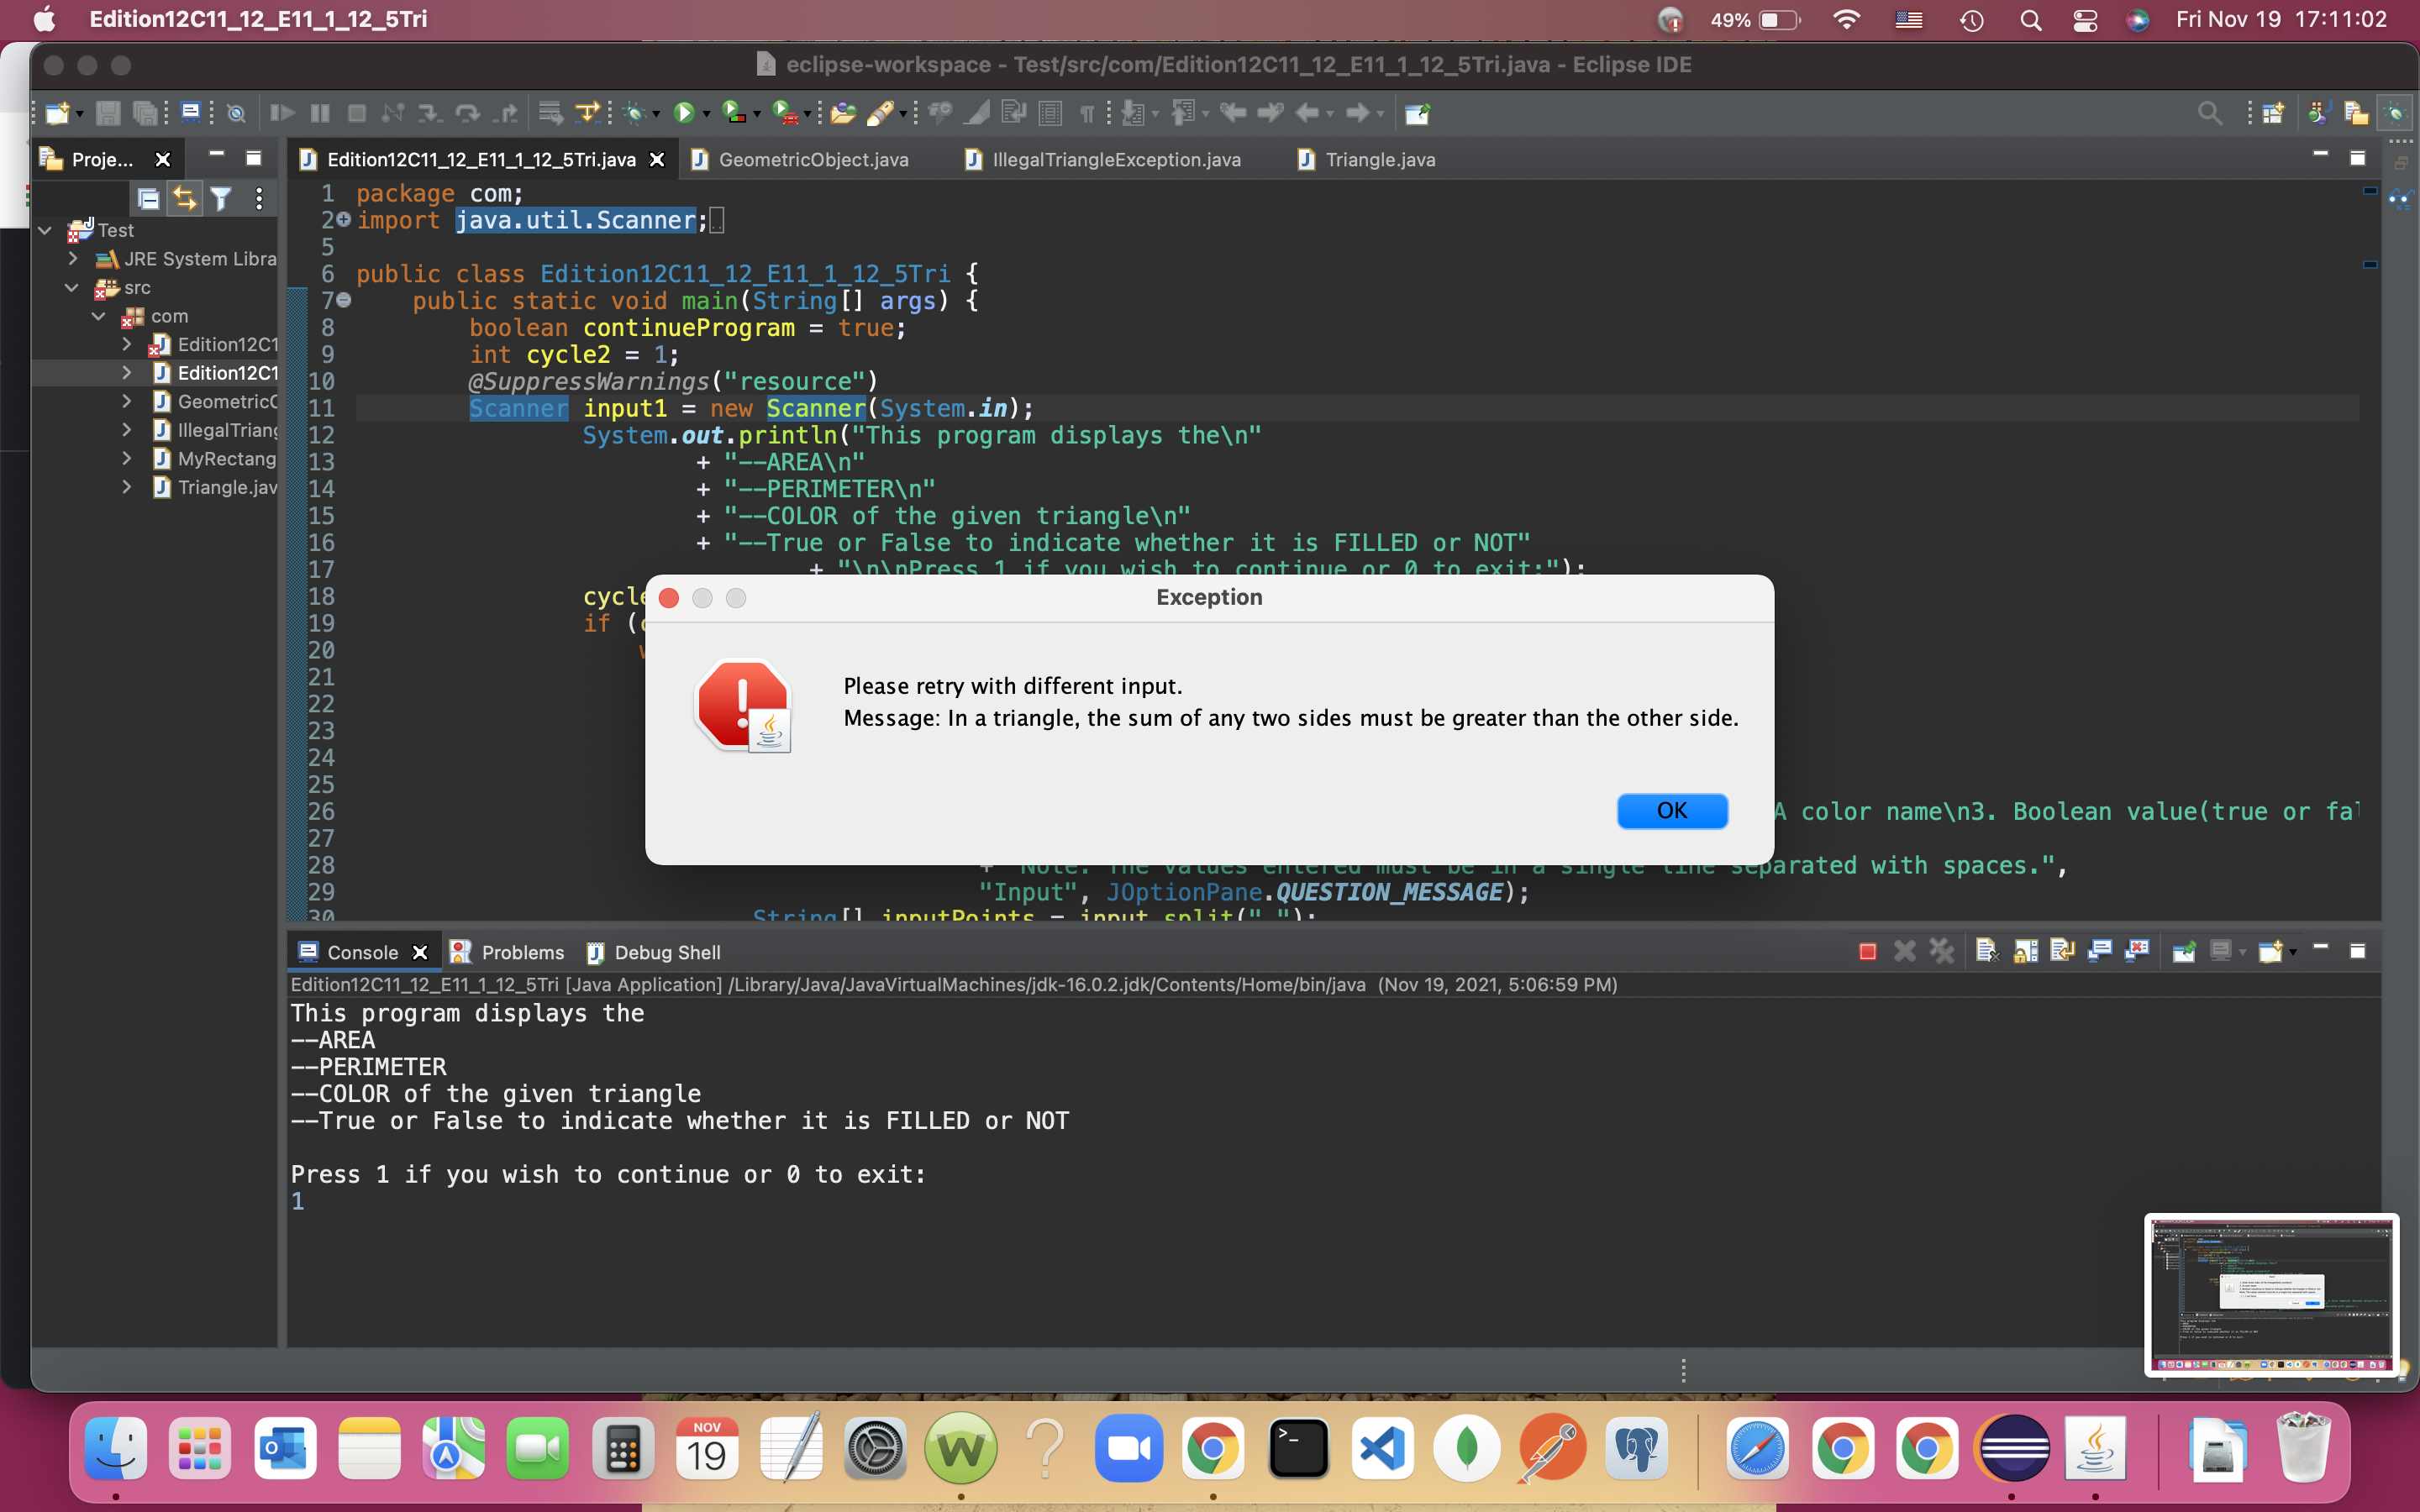 Edition12C11_12_E11_1_12_5Tri
49%
Fri Nov 19 17:11:02
eclipse-workspace - Test/src/com/Edition12C11_12_E11_1_12_5Tri.java - Eclipse IDE
Proje...
Edition12C11_12_E11_1_12_5Tri.java
GeometricObject.java
IllegalTriangleException.java
Triangle.java
Test
JRE System Libra
src
com
Edition12C1
Edition12C1
GeometricO
IllegalTriang
MyRectang
Triangle.jav
1 package com;
2 import java.util.Scanner;
5
6 public class Edition12C11_12_E11_1_12_5Tri {
7 public static void main(String[] args) {
8 boolean continueProgram = true;
9 int cycle2 = 1;
10 @SuppressWarnings("resource")
11 Scanner input1 = new Scanner(System.in);
12 System.out.println("This program displays the\n"
13 + "--AREA\n"
14 + "--PERIMETER\n"
15 + "--COLOR of the given triangle\n"
16 + "--True or False to indicate whether it is FILLED or NOT"
17 + "\n\nPress 1 if you wish to continue or 0 to exit:");
18 cycle
19 if (
20
21
22
23
24
25
26 A color name\n3. Boolean value(true or fal
27
28 + "Note: The values entered must be in a single line separated with spaces.",
29 "Input", JOptionPane.QUESTION_MESSAGE);
30 String[] inputPoints = input.split(" ");
Exception
Please retry with different input.
Message: In a triangle, the sum of any two sides must be greater than the other side.
OK
Console
Problems
Debug Shell
Edition12C11_12_E11_1_12_5Tri [Java Application] /Library/Java/JavaVirtualMachines/jdk-16.0.2.jdk/Contents/Home/bin/java (Nov 19, 2021, 5:06:59 PM)
This program displays the
--AREA
--PERIMETER
--COLOR of the given triangle
--True or False to indicate whether it is FILLED or NOT
Press 1 if you wish to continue or 0 to exit:
1
NOV
19